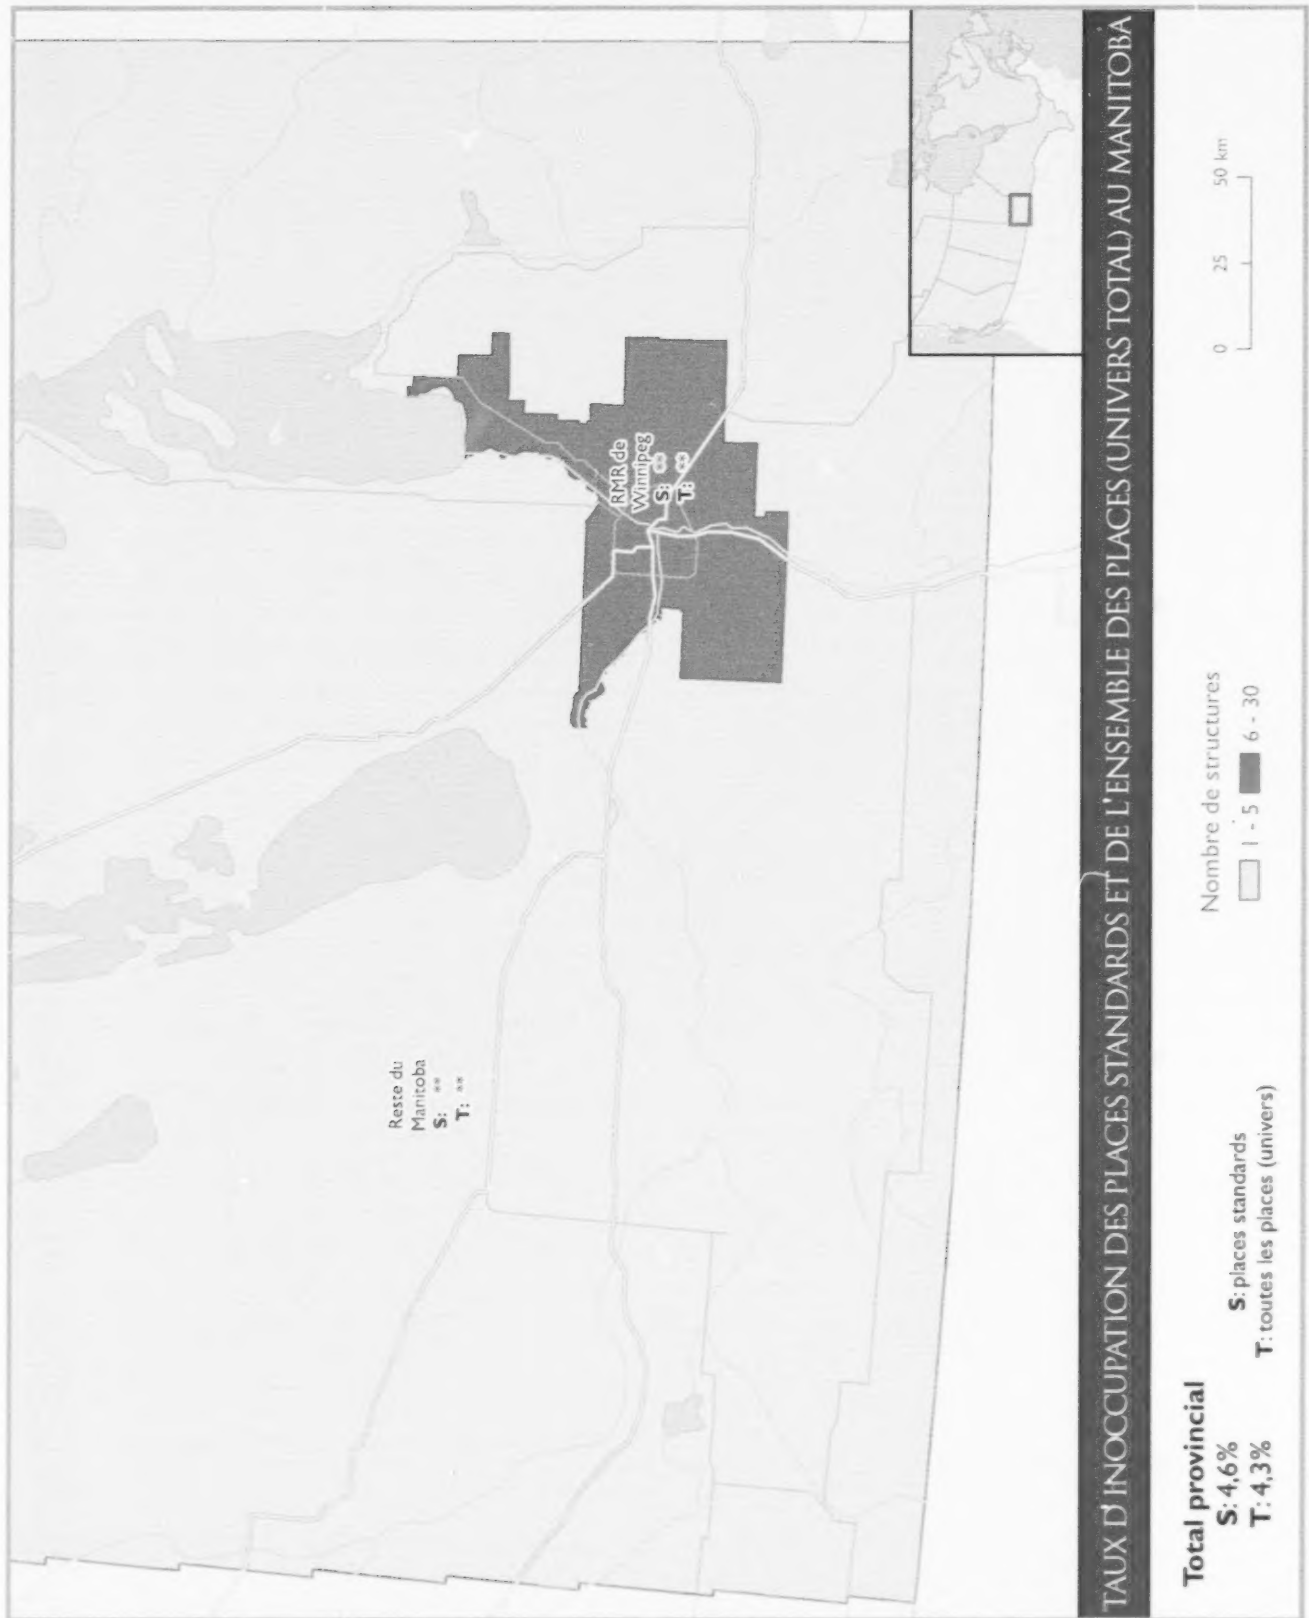 RMR de
Winnipeg
S: **
T: **
Reste du
Manitoba
S: **
T: **
TAUX D'INOCCUPATION DES PLACES STANDARDS ET DE L'ENSEMBLE DES PLACES (UNIVERS TOTAL) AU MANITOBA
Total provincial
S: 4,6%
T: 4,3%
S: places standards
T: toutes les places (univers)
Nombre de structures
1 - 5 6 - 30
0 25 50 km